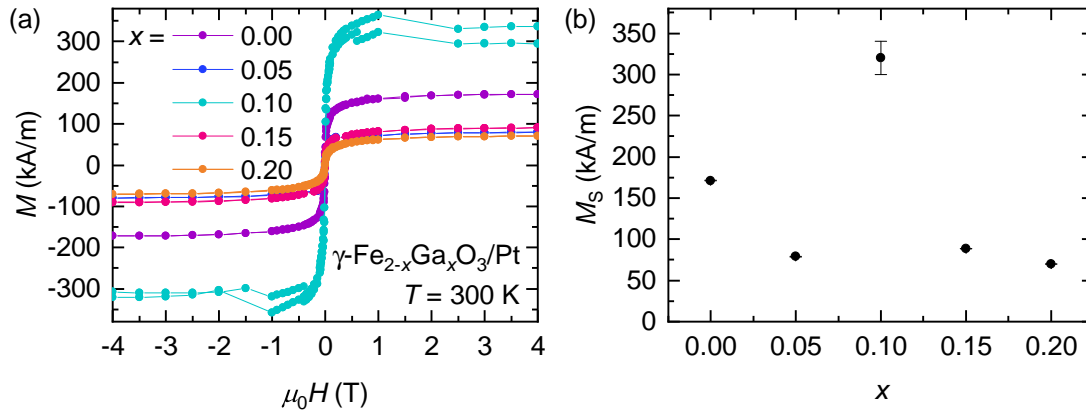 (a)
x =
0.00
0.05
0.10
0.15
0.20
300
200
100
0
-100
-200
-300
M (kA/m)
γ-Fe2-xGaxO3/Pt
T = 300 K
-4 -3 -2 -1 0 1 2 3 4
μ0H (T)
(b)
350
300
250
200
150
100
50
0
MS (kA/m)
0.00 0.05 0.10 0.15 0.20
x